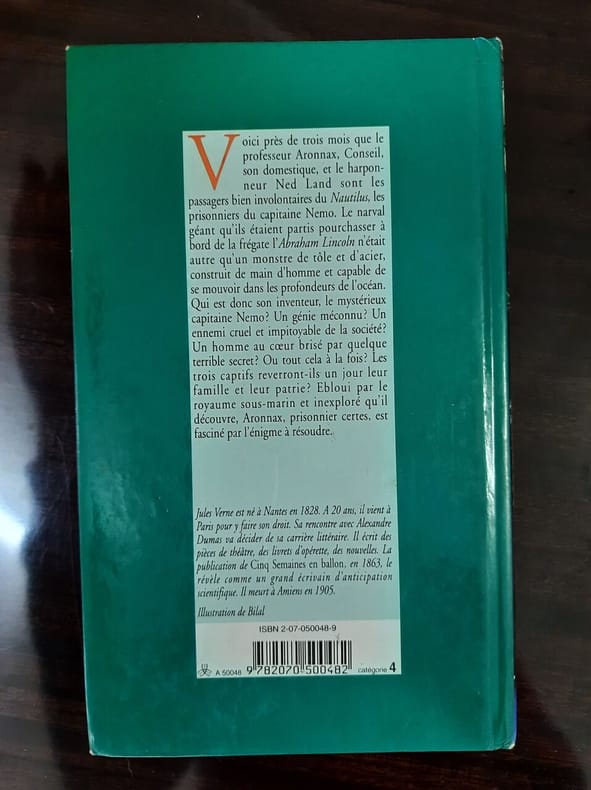 Voici près de trois mois que le
professeur Aronnax, Conseil,
son domestique, et le harpon-
neur Ned Land sont les
passagers bien involontaires du Nautilus, les
prisonniers du capitaine Nemo. Le narval
géant qu'ils étaient partis pourchasser à
bord de la frégate l'Abraham Lincoln n'était
autre qu'un monstre de tôle et d'acier,
construit de main d'homme et capable de
se mouvoir dans les profondeurs de l'océan.
Qui est donc son inventeur, le mystérieux
capitaine Nemo? Un génie méconnu? Un
ennemi cruel et impitoyable de la société?
Un homme au cœur brisé par quelque
terrible secret? Ou tout cela à la fois? Les
trois captifs reverront-ils un jour leur
famille et leur patrie? Ebloui par le
royaume sous-marin et inexploré qu'il
découvre, Aronnax, prisonnier certes, est
fasciné par l'énigme à résoudre.
Jules Verne est né à Nantes en 1828. A 20 ans, il vient à
Paris pour y faire son droit. Sa rencontre avec Alexandre
Dumas va décider de sa carrière littéraire. Il écrit des
pièces de théâtre, des livrets d'opérette, des nouvelles. La
publication de Cinq Semaines en ballon, en 1863, le
révèle comme un grand écrivain d'anticipation
scientifique. Il meurt à Amiens en 1905.
Illustration de Bilal
ISBN 2-07-050048-9
A 50048 9 782070 500482 catégorie 4